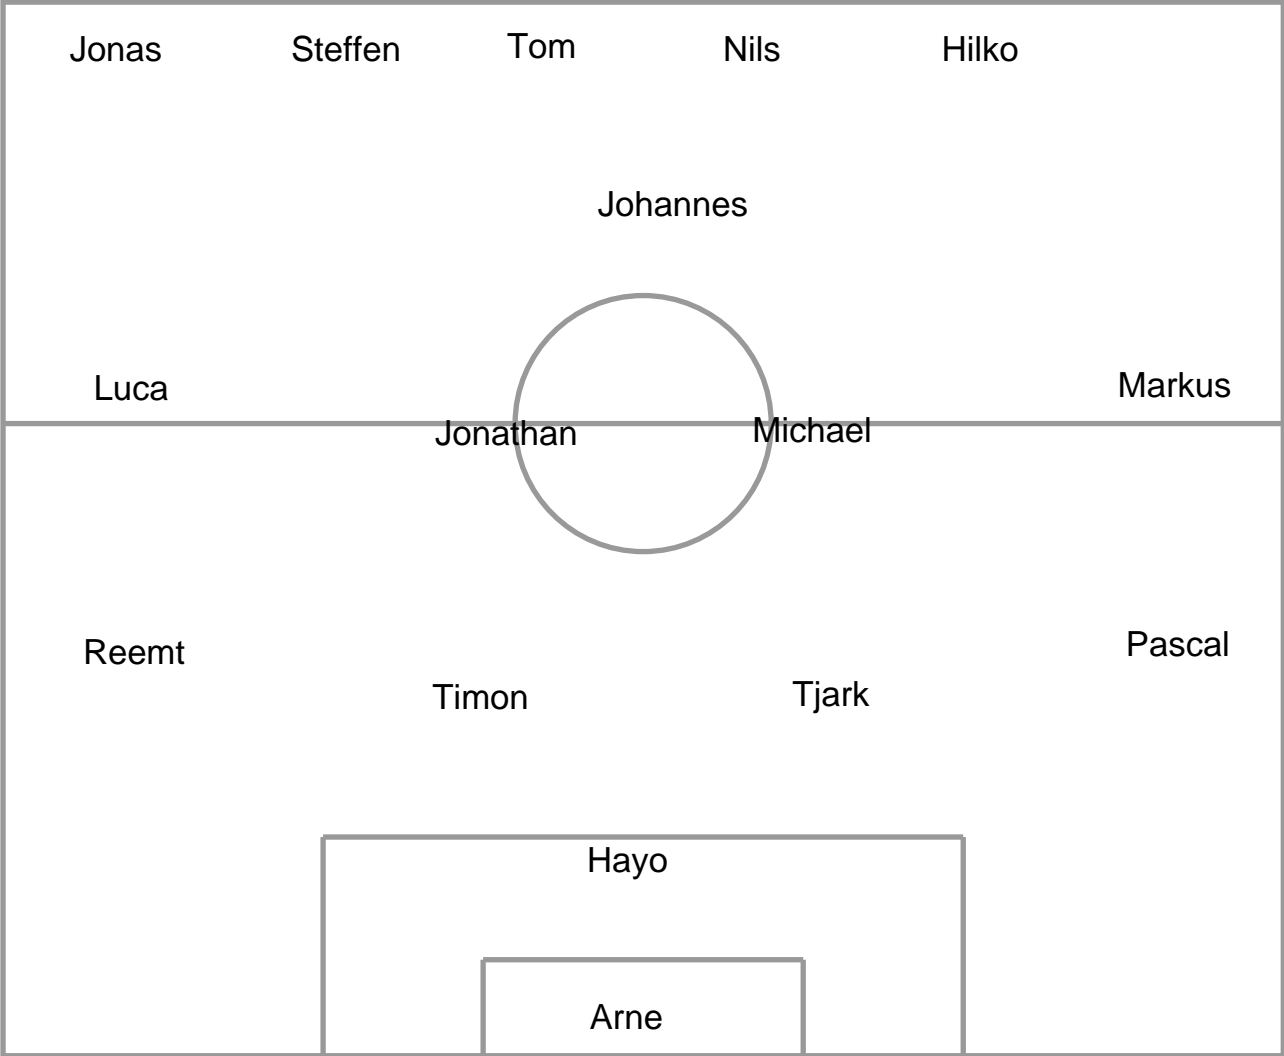 Jonas Steffen Tom Nils Hilko
Johannes
Luca Markus
Jonathan Michael
Reemt Pascal
Timon Tjark
Hayo
Arne